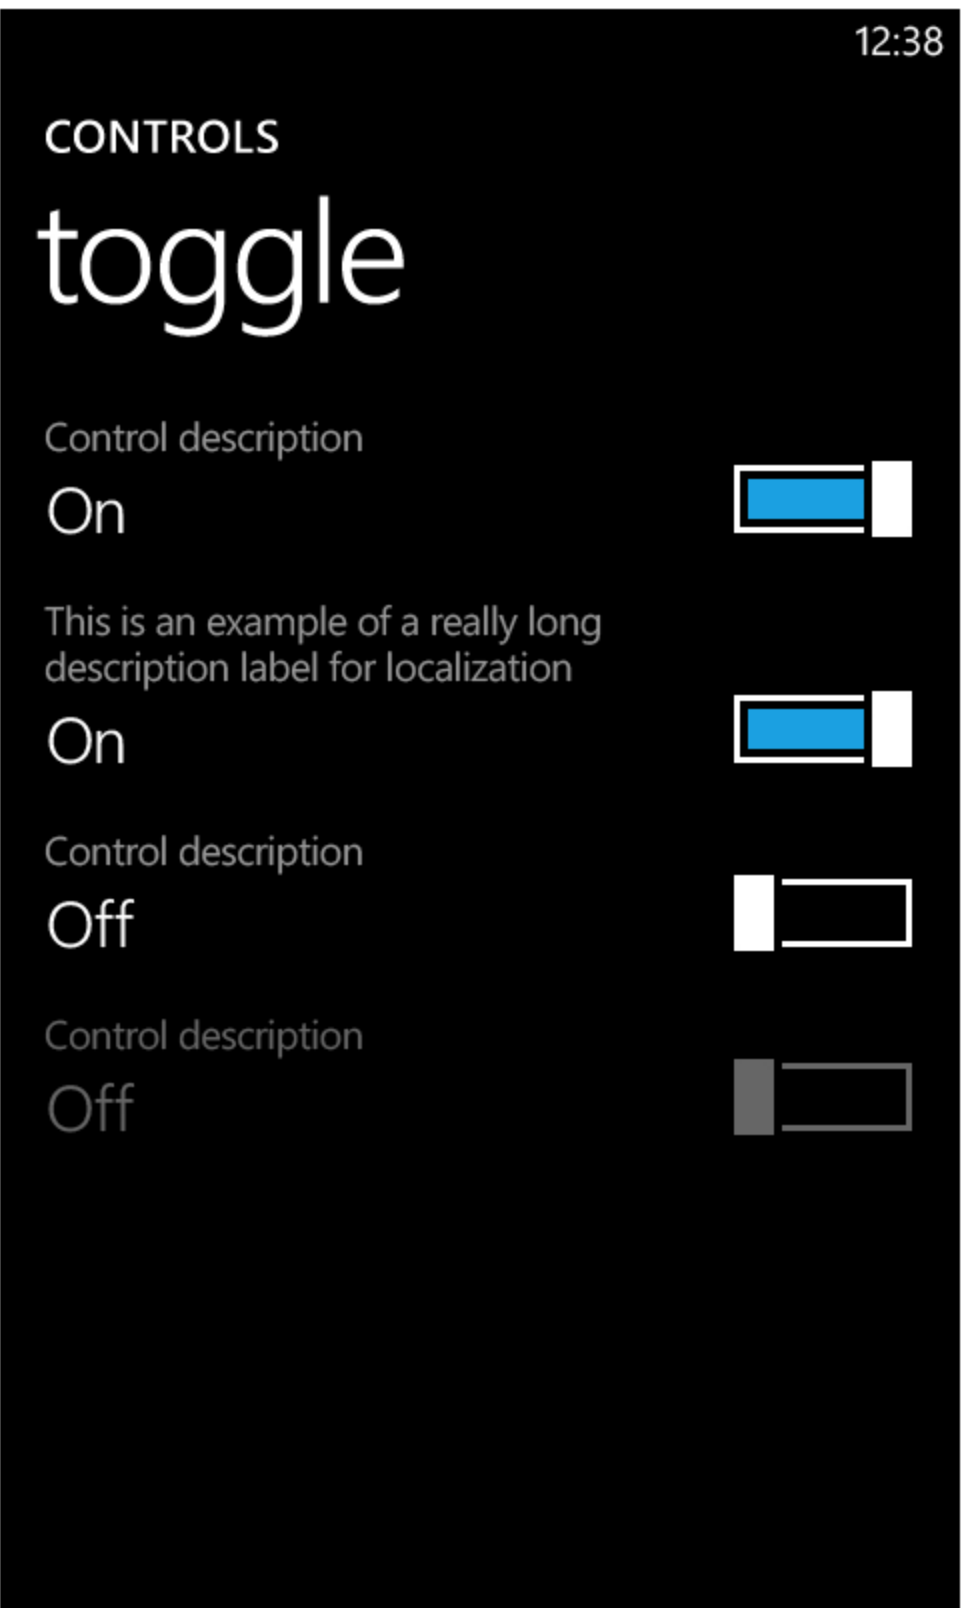 12:38
CONTROLS
toggle
Control description
On
This is an example of a really long
description label for localization
On
Control description
Off
Control description
Off